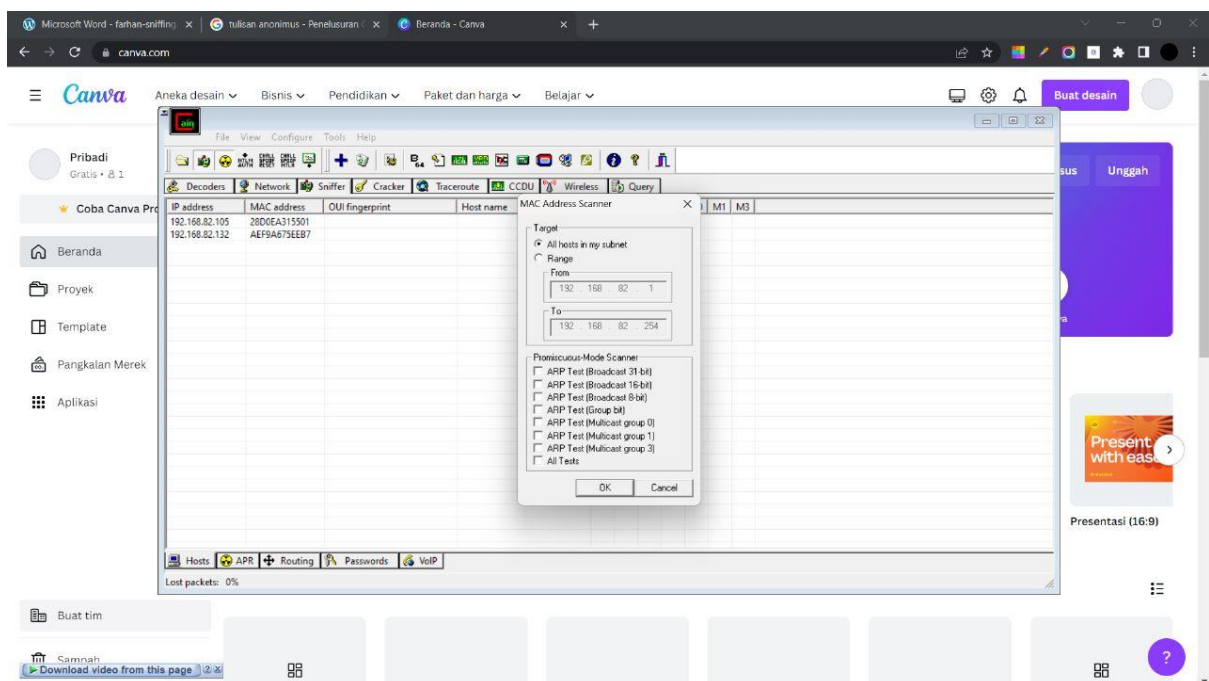 Microsoft Word - farhan-sniffing
tulisan anonimus - Penelusuran
Beranda - Canva
canva.com
Canva
Aneka desain
Bisnis
Pendidikan
Paket dan harga
Belajar
Buat desain
Pribadi
Gratis • 1
Coba Canva Pro
Beranda
Proyek
Template
Pangkalan Merek
Aplikasi
Buat tim
Sampah
Download video from this page
ain
File View Configure Tools Help
Decoders Network Sniffer Cracker Traceroute CCDU Wireless Query
IP address MAC address OUI fingerprint Host name M1 M3
192.168.82.105 28D0EA315501
192.168.82.132 AEF9A675EEB7
MAC Address Scanner
Target
All hosts in my subnet
Range
From
192 . 168 . 82 . 1
To
192 . 168 . 82 . 254
Promiscuous-Mode Scanner
ARP Test (Broadcast 31-bit)
ARP Test (Broadcast 16-bit)
ARP Test (Broadcast 8-bit)
ARP Test (Group bit)
ARP Test (Multicast group 0)
ARP Test (Multicast group 1)
ARP Test (Multicast group 3)
All Tests
OK Cancel
Hosts APR Routing Passwords VoIP
Lost packets: 0%
Unggah
Present
with ease
Presentasi (16:9)
?